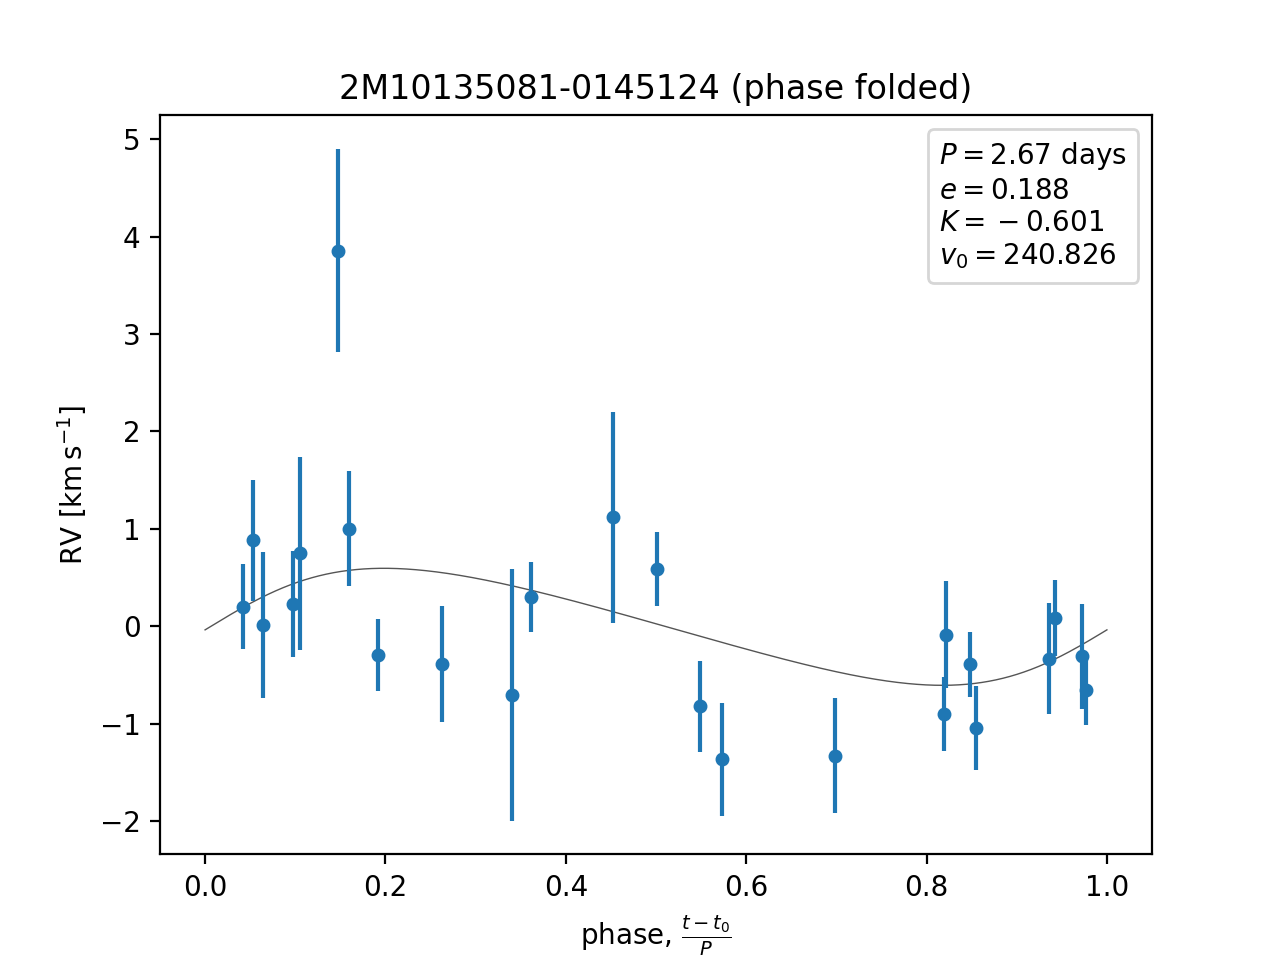 2M10135081-0145124 (phase folded)
P = 2.67 days
e = 0.188
K = −0.601
v₀ = 240.826
5
4
3
2
1
0
−1
−2
RV [km s⁻¹]
0.0 0.2 0.4 0.6 0.8 1.0
phase, (t − t₀)/P